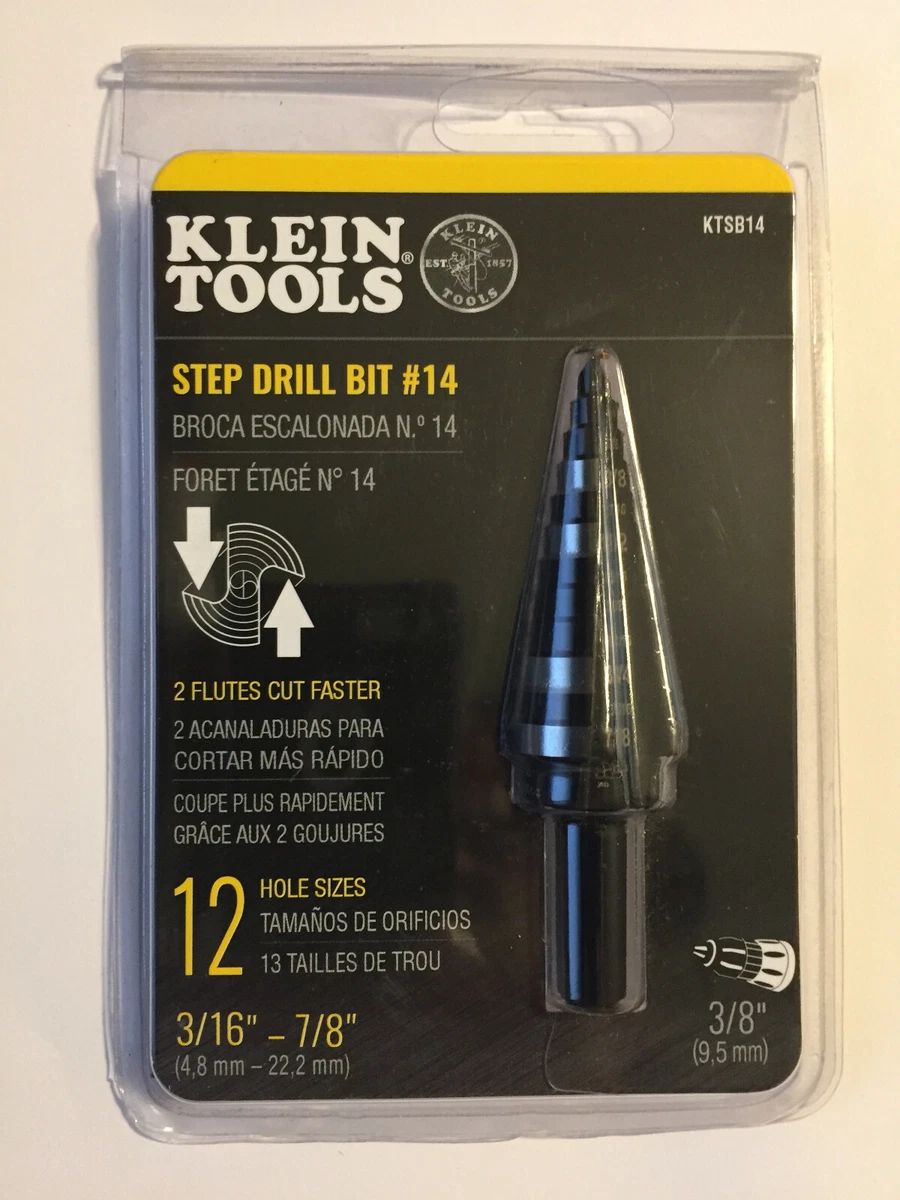 KLEIN
TOOLS®
KLEIN
EST. 1857
TOOLS
KTSB14
STEP DRILL BIT #14
BROCA ESCALONADA N.º 14
FORET ÉTAGÉ N° 14
2 FLUTES CUT FASTER
2 ACANALADURAS PARA
CORTAR MÁS RÁPIDO
COUPE PLUS RAPIDEMENT
GRÂCE AUX 2 GOUJURES
12
HOLE SIZES
TAMAÑOS DE ORIFICIOS
13 TAILLES DE TROU
3/16" – 7/8"
(4,8 mm – 22,2 mm)
3/8"
(9,5 mm)
7/8